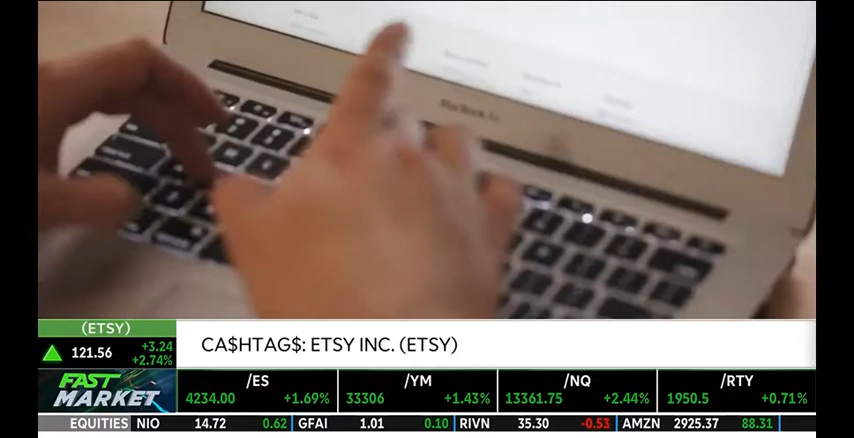 MacBook Air
(ETSY)
121.56
+3.24
+2.74%
CA$HTAG$: ETSY INC. (ETSY)
FAST
MARKET
/ES
4234.00 +1.69%
/YM
33306 +1.43%
/NQ
13361.75 +2.44%
/RTY
1950.5 +0.71%
EQUITIES NIO 14.72 0.62 GFAI 1.01 0.10 RIVN 35.30 -0.53 AMZN 2925.37 88.31